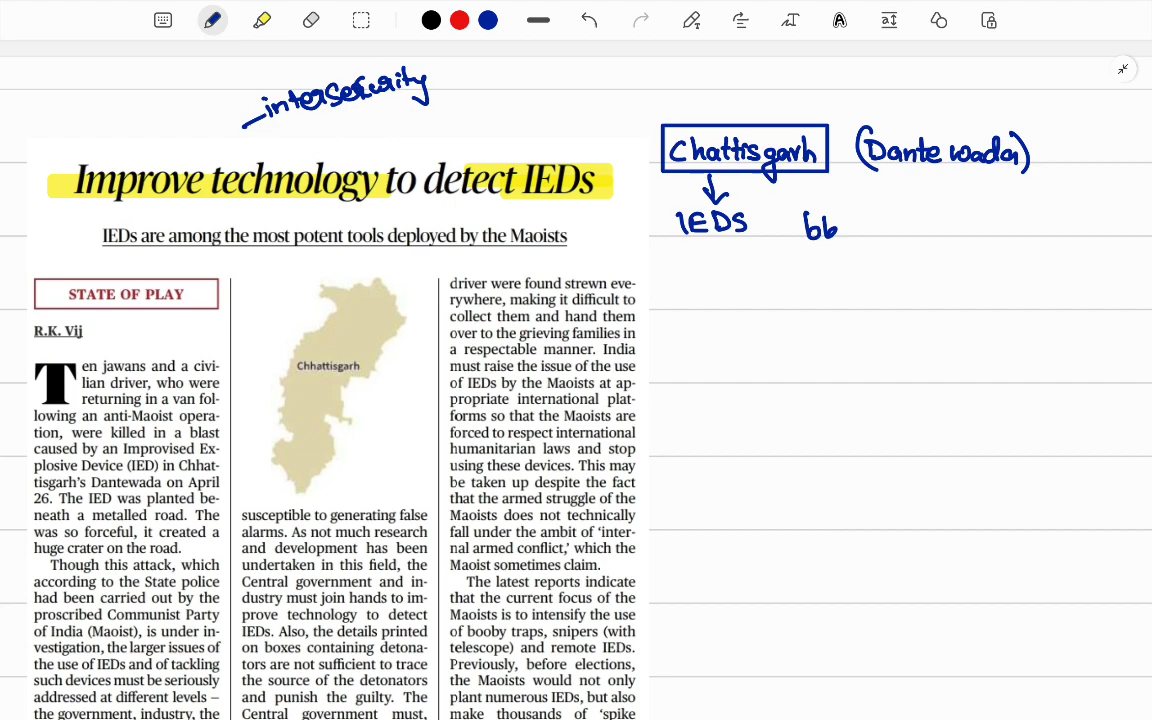 intersecurity
Improve technology to detect IEDs
IEDs are among the most potent tools deployed by the Maoists
STATE OF PLAY
R.K. Vij
Ten jawans and a civi-
lian driver, who were
returning in a van fol-
lowing an anti-Maoist opera-
tion, were killed in a blast
caused by an Improvised Ex-
plosive Device (IED) in Chhat-
tisgarh's Dantewada on April
26. The IED was planted be-
neath a metalled road. The
was so forceful, it created a
huge crater on the road.
Though this attack, which
according to the State police
had been carried out by the
proscribed Communist Party
of India (Maoist), is under in-
vestigation, the larger issues of
the use of IEDs and of tackling
such devices must be seriously
addressed at different levels –
the government, industry, the
Chhattisgarh
susceptible to generating false
alarms. As not much research
and development has been
undertaken in this field, the
Central government and in-
dustry must join hands to im-
prove technology to detect
IEDs. Also, the details printed
on boxes containing detona-
tors are not sufficient to trace
the source of the detonators
and punish the guilty. The
Central government must,
driver were found strewn eve-
rywhere, making it difficult to
collect them and hand them
over to the grieving families in
a respectable manner. India
must raise the issue of the use
of IEDs by the Maoists at ap-
propriate international plat-
forms so that the Maoists are
forced to respect international
humanitarian laws and stop
using these devices. This may
be taken up despite the fact
that the armed struggle of the
Maoists does not technically
fall under the ambit of 'inter-
nal armed conflict,' which the
Maoist sometimes claim.
The latest reports indicate
that the current focus of the
Maoists is to intensify the use
of booby traps, snipers (with
telescope) and remote IEDs.
Previously, before elections,
the Maoists would not only
plant numerous IEDs, but also
make thousands of 'spike
Chattisgarh (Dantewada)
IEDS